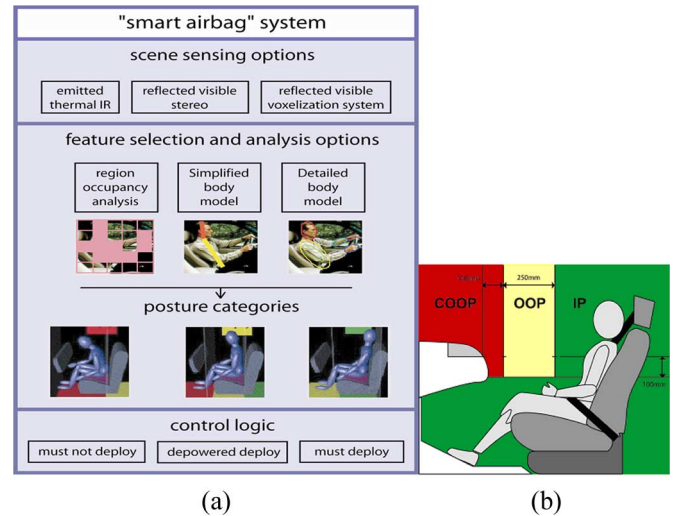 "smart airbag" system
scene sensing options
emitted
thermal IR
reflected visible
stereo
reflected visible
voxelization system
feature selection and analysis options
region
occupancy
analysis
Simplified
body
model
Detailed
body
model
posture categories
control logic
must not deploy
depowered deploy
must deploy
250mm
COOP
OOP
IP
100mm
(a)
(b)